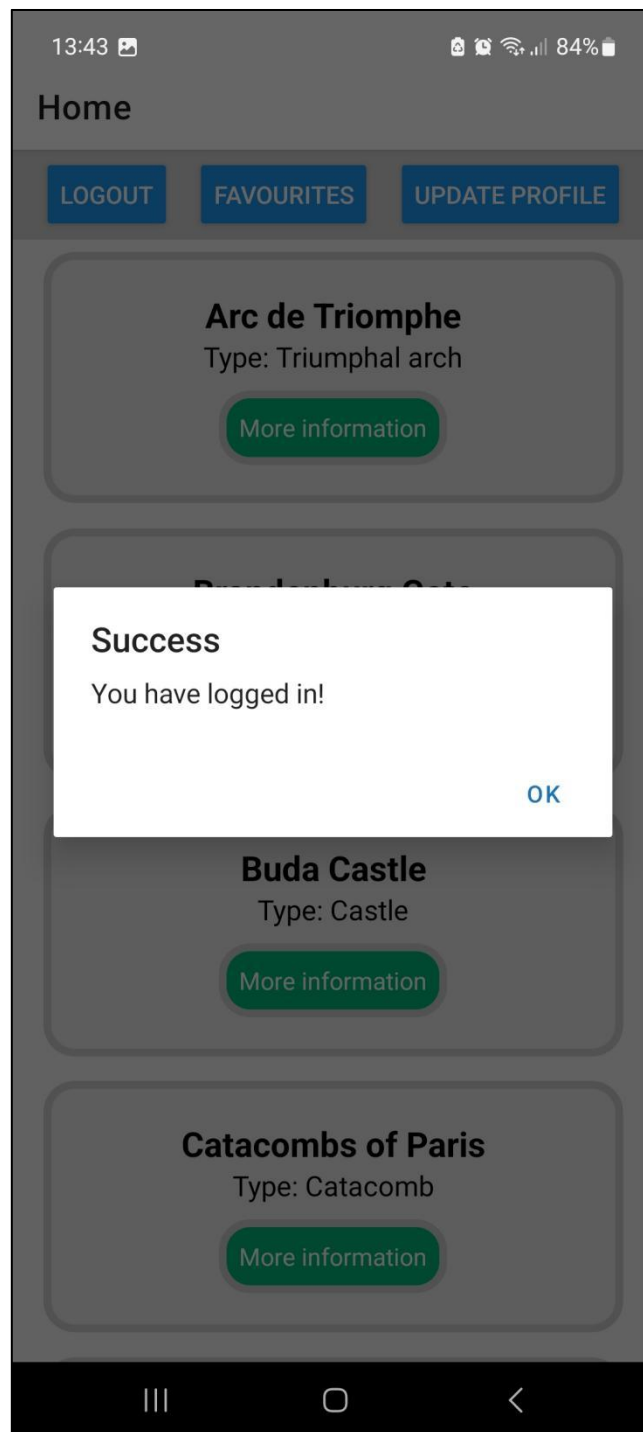 13:43 84%
Home
LOGOUT FAVOURITES UPDATE PROFILE
Arc de Triomphe
Type: Triumphal arch
More information
Success
You have logged in!
OK
Buda Castle
Type: Castle
More information
Catacombs of Paris
Type: Catacomb
More information